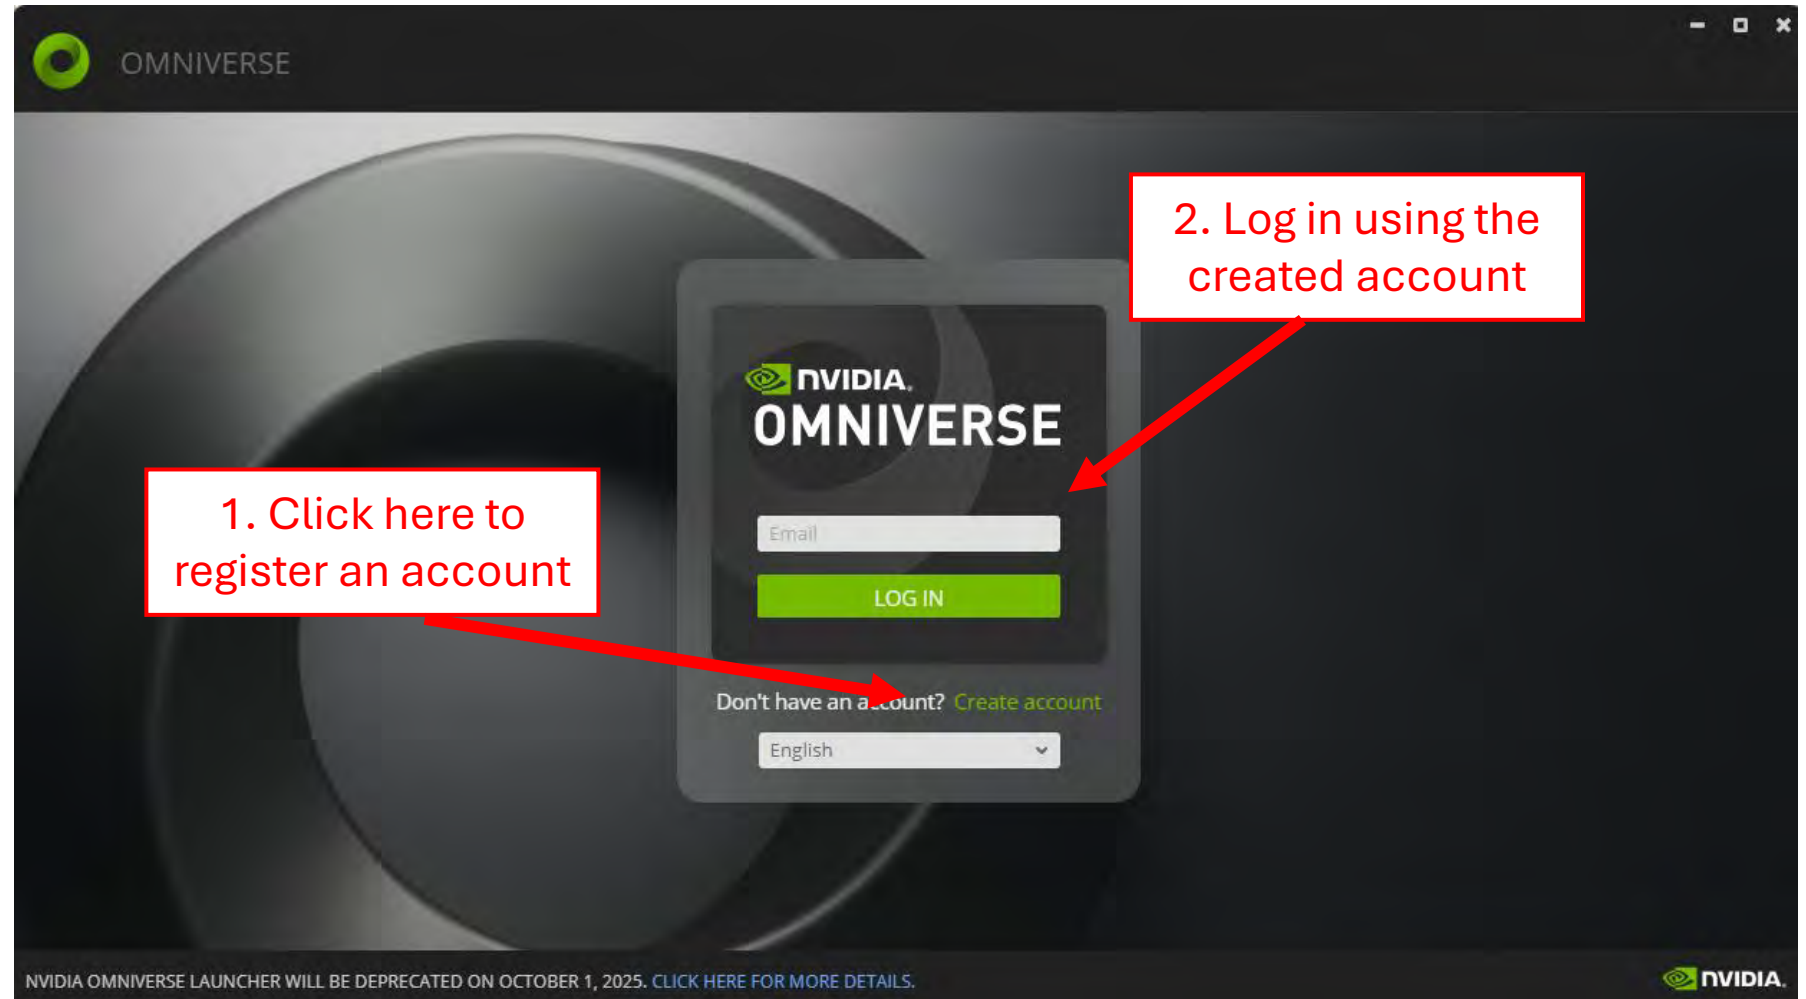 OMNIVERSE
2. Log in using the
created account
NVIDIA.
OMNIVERSE
1. Click here to
register an account
Email
LOG IN
Don't have an account? Create account
English
NVIDIA OMNIVERSE LAUNCHER WILL BE DEPRECATED ON OCTOBER 1, 2025. CLICK HERE FOR MORE DETAILS.
NVIDIA.